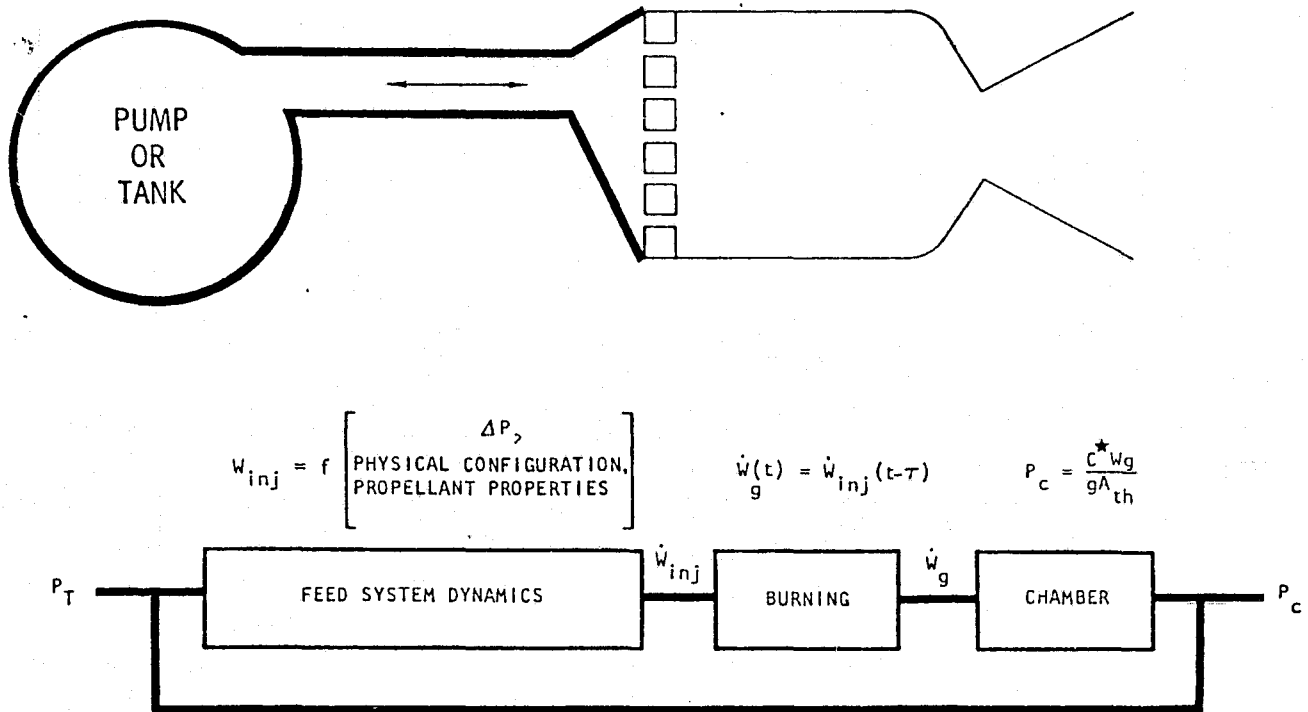 PUMP
OR
TANK
W_inj = f [ ΔP,
PHYSICAL CONFIGURATION,
PROPELLANT PROPERTIES ]
Ẇ_g(t) = Ẇ_inj(t-τ)
P_c = C★Wg / gA_th
P_T
FEED SYSTEM DYNAMICS
Ẇ_inj
BURNING
Ẇ_g
CHAMBER
P_c